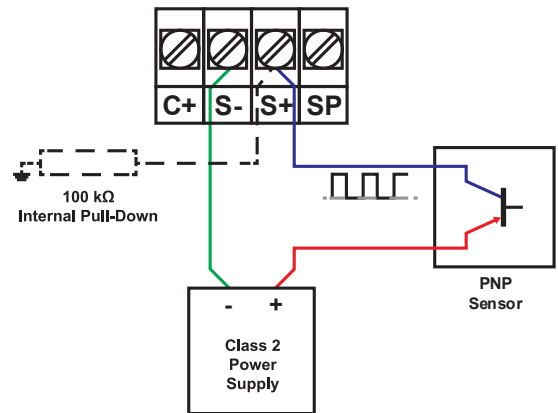 C+ S- S+ SP
100 kΩ
Internal Pull-Down
PNP
Sensor
- +
Class 2
Power
Supply